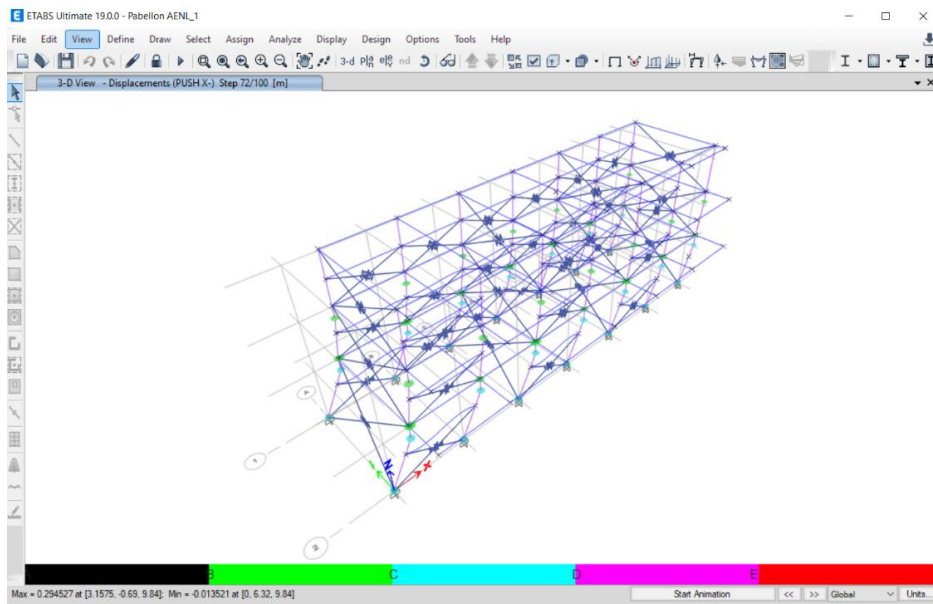 ETABS Ultimate 19.0.0 - Pabellon AENL_1
File Edit View Define Draw Select Assign Analyze Display Design Options Tools Help
3-d nd
3-D View - Displacements (PUSH X-) Step 72/100 [m]
X
B C D E
Max = 0.294527 at [3.1575, -0.69, 9.84]; Min = -0.013521 at [0, 6.32, 9.84] Start Animation << >> Global Units...